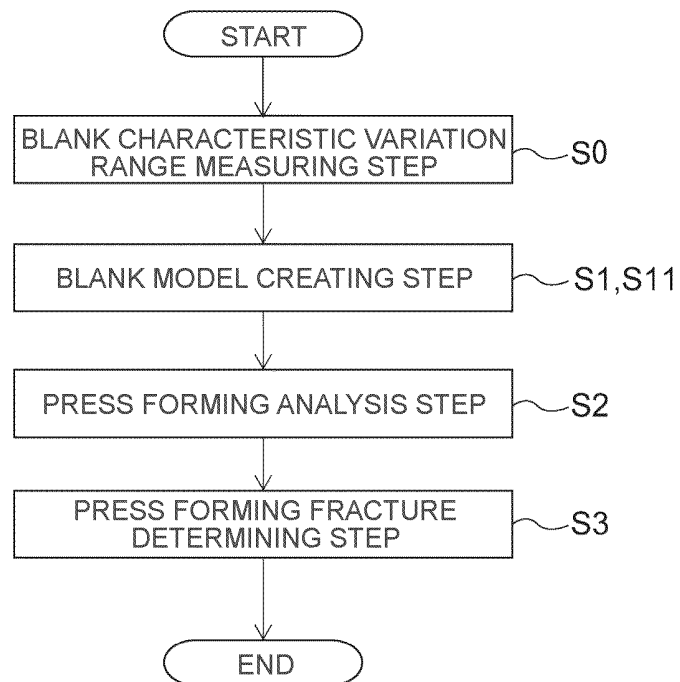 START
BLANK CHARACTERISTIC VARIATION
RANGE MEASURING STEP
S0
BLANK MODEL CREATING STEP
S1,S11
PRESS FORMING ANALYSIS STEP
S2
PRESS FORMING FRACTURE
DETERMINING STEP
S3
END